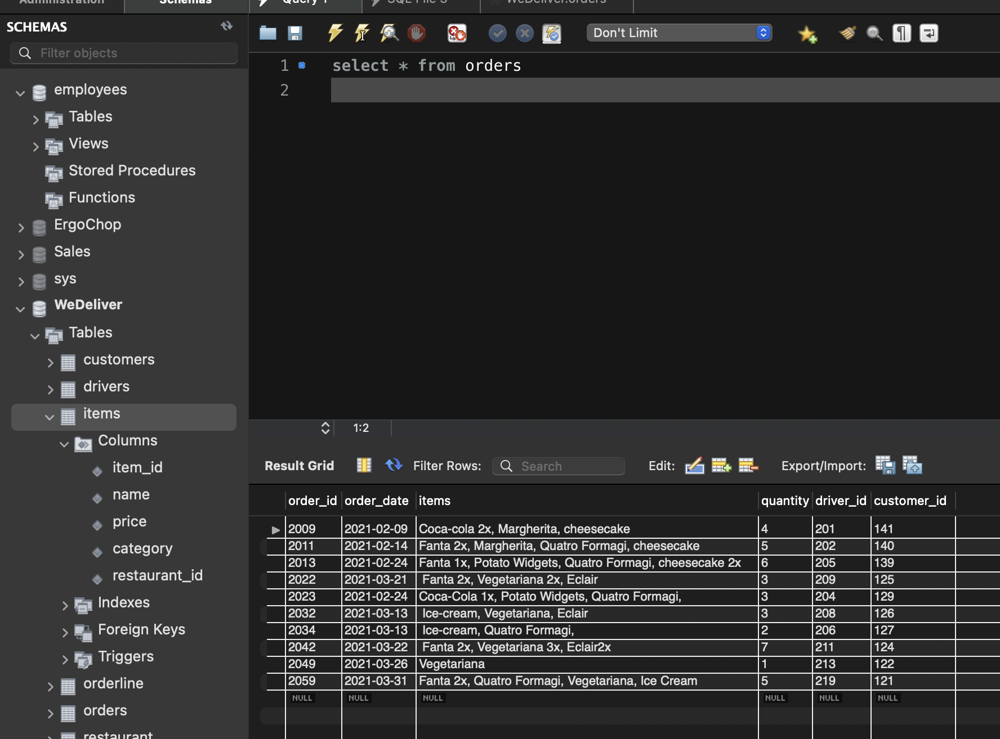 Administration Schemas Query 1 SQL File 3 WeDeliver.orders
SCHEMAS
Filter objects
Don't Limit
1 select * from orders
2
employees
Tables
Views
Stored Procedures
Functions
ErgoChop
Sales
sys
WeDeliver
Tables
customers
drivers
items
Columns
item_id
name
price
category
restaurant_id
Indexes
Foreign Keys
Triggers
orderline
orders
restaurant
1:2
Result Grid Filter Rows: Search Edit: Export/Import:
order_id order_date items quantity driver_id customer_id
2009 2021-02-09 Coca-cola 2x, Margherita, cheesecake 4 201 141
2011 2021-02-14 Fanta 2x, Margherita, Quatro Formagi, cheesecake 5 202 140
2013 2021-02-24 Fanta 1x, Potato Widgets, Quatro Formagi, cheesecake 2x 6 205 139
2022 2021-03-21 Fanta 2x, Vegetariana 2x, Eclair 3 209 125
2023 2021-02-24 Coca-Cola 1x, Potato Widgets, Quatro Formagi, 3 204 129
2032 2021-03-13 Ice-cream, Vegetariana, Eclair 3 208 126
2034 2021-03-13 Ice-cream, Quatro Formagi, 2 206 127
2042 2021-03-22 Fanta 2x, Vegetariana 3x, Eclair2x 7 211 124
2049 2021-03-26 Vegetariana 1 213 122
2059 2021-03-31 Fanta 2x, Quatro Formagi, Vegetariana, Ice Cream 5 219 121
NULL NULL NULL NULL NULL NULL